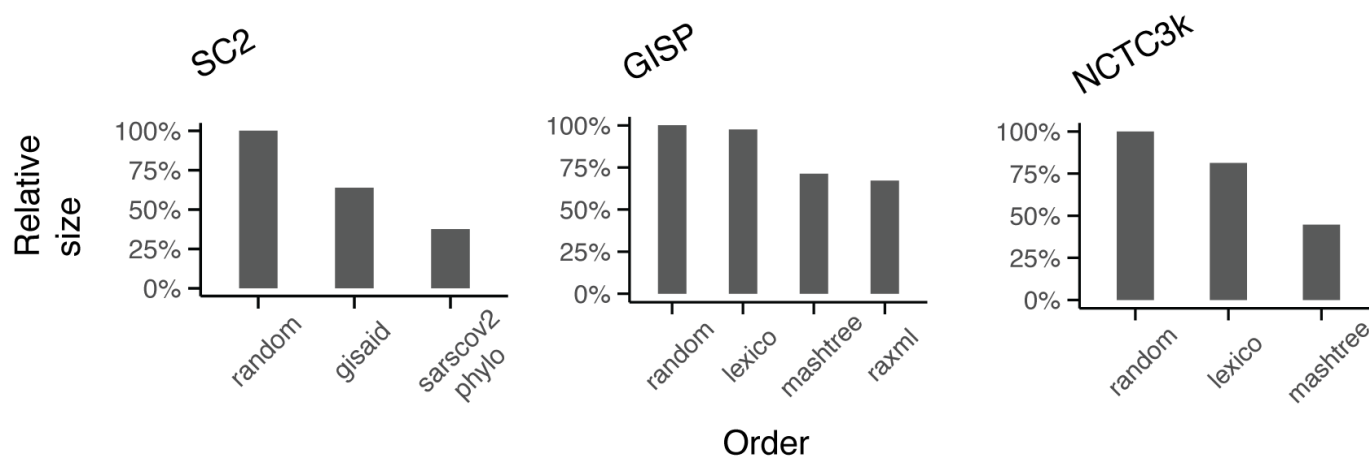 SC2
GISP
NCTC3k
Relative
size
100%
75%
50%
25%
0%
random
gisaid
sarscov2
phylo
100%
75%
50%
25%
0%
random
lexico
mashtree
raxml
100%
75%
50%
25%
0%
random
lexico
mashtree
Order